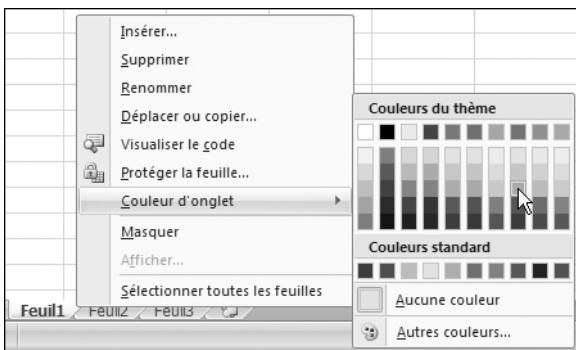 Insérer...
Supprimer
Renommer
Déplacer ou copier...
Visualiser le code
Protéger la feuille...
Couleur d'onglet
Masquer
Afficher...
Sélectionner toutes les feuilles
Couleurs du thème
Couleurs standard
Aucune couleur
Autres couleurs...
Feuil1 Feuil2 Feuil3